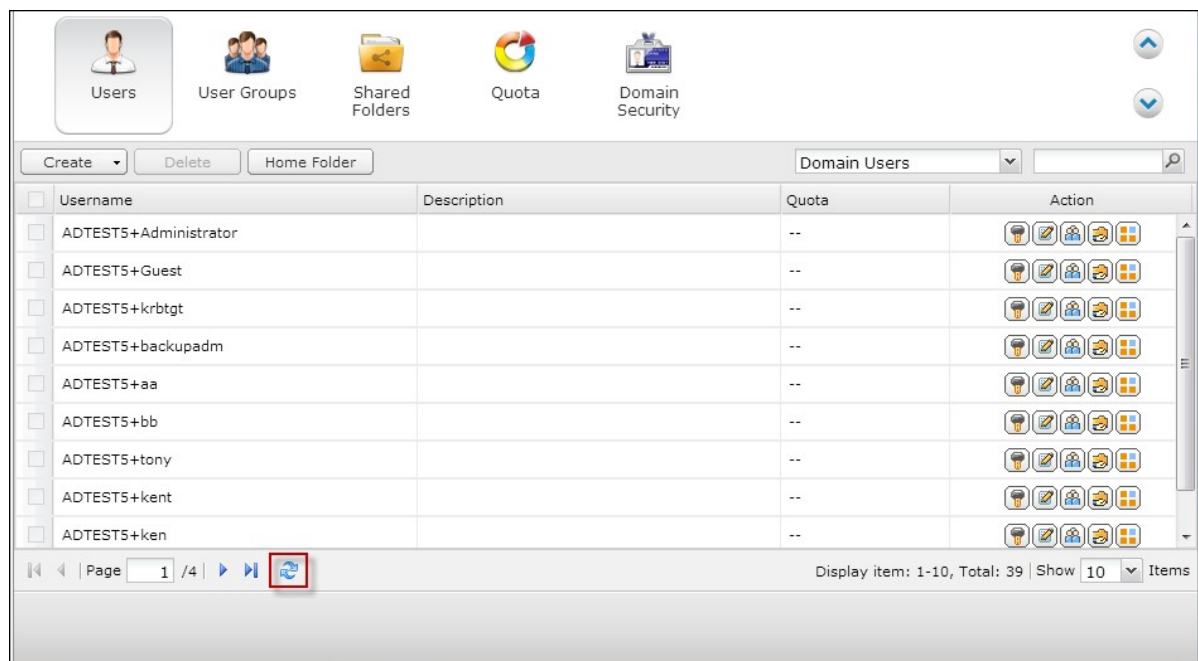 Users
User Groups
Shared
Folders
Quota
Domain
Security
Create
Delete
Home Folder
Domain Users
Username Description Quota Action
ADTEST5+Administrator --
ADTEST5+Guest --
ADTEST5+krbtgt --
ADTEST5+backupadm --
ADTEST5+aa --
ADTEST5+bb --
ADTEST5+tony --
ADTEST5+kent --
ADTEST5+ken --
Page 1 /4 Display item: 1-10, Total: 39 Show 10 Items